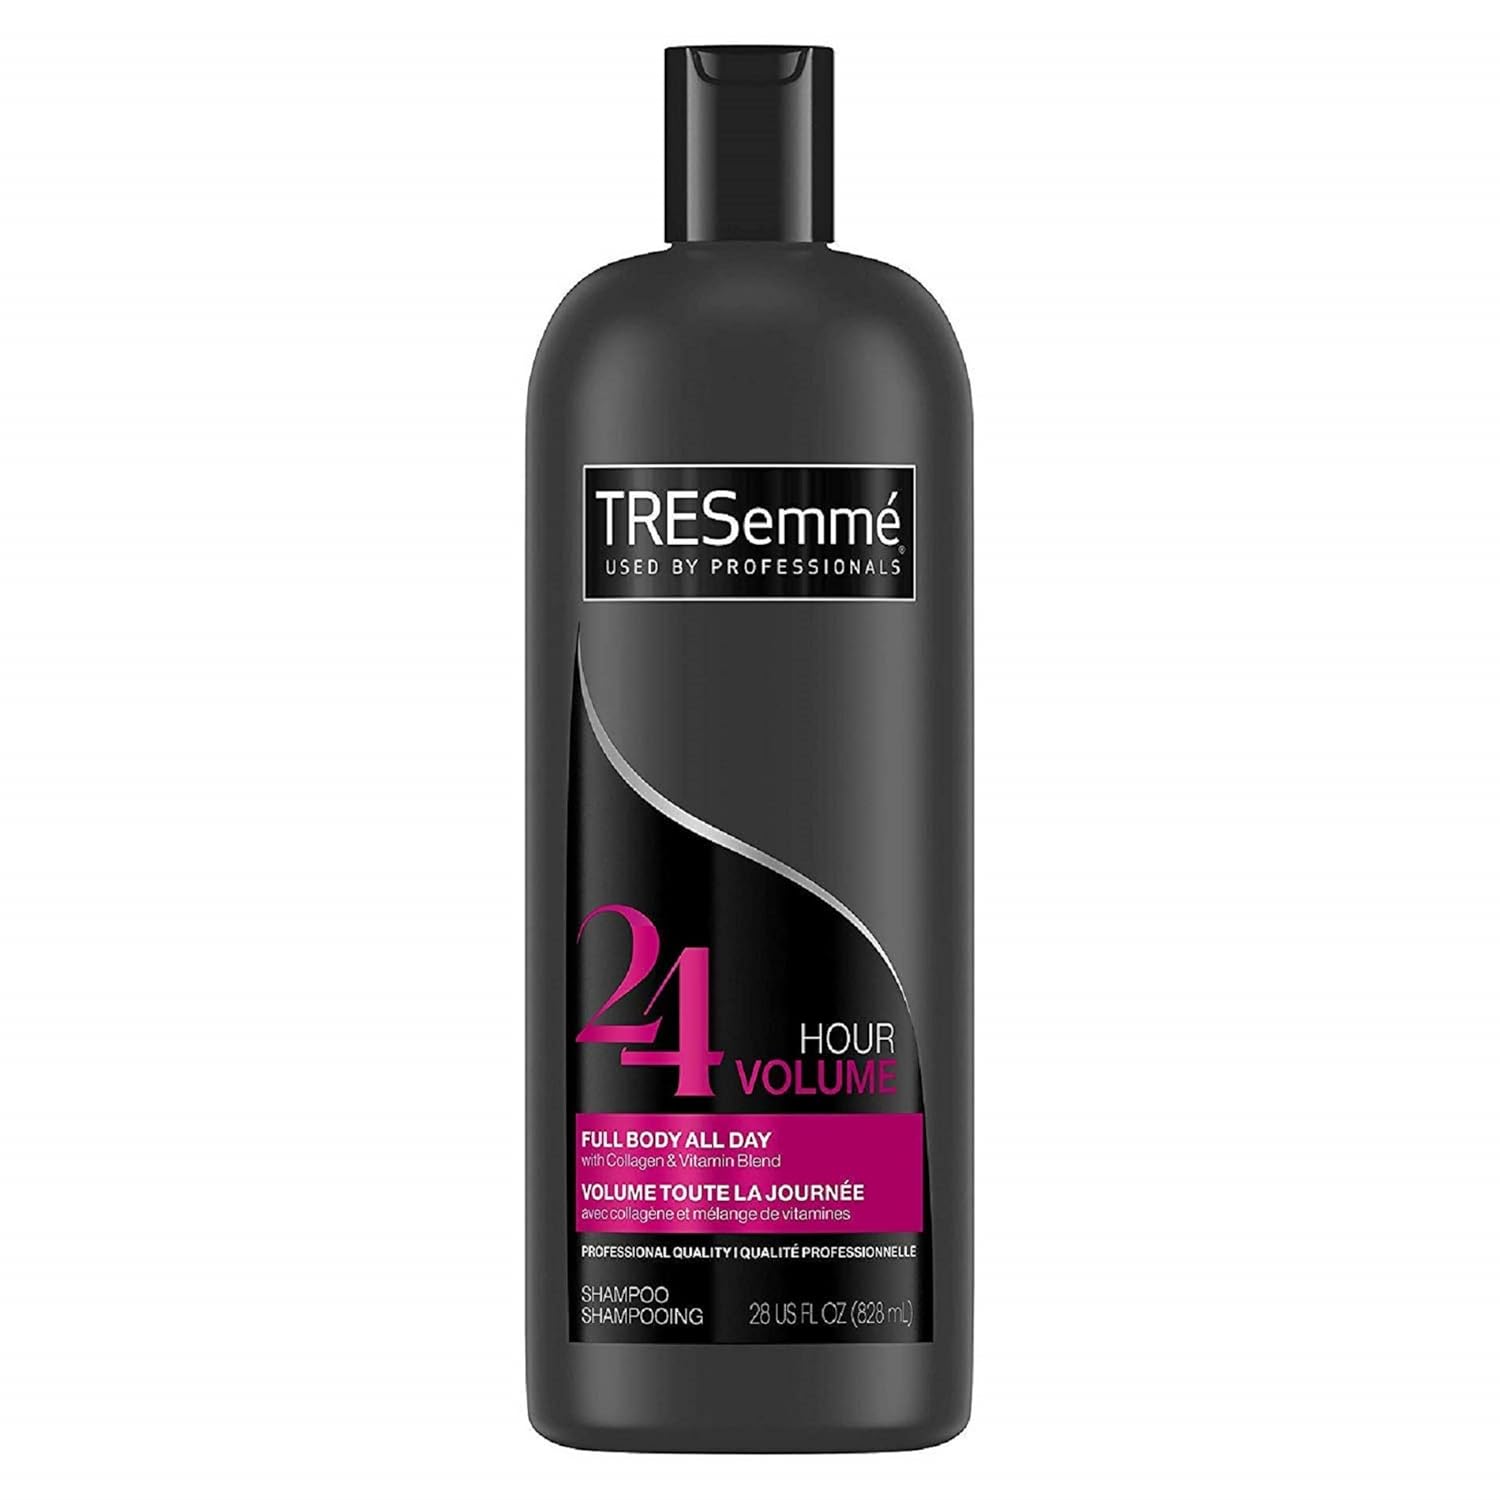 TRESemmé®
USED BY PROFESSIONALS
24
HOUR
VOLUME
FULL BODY ALL DAY
with Collagen & Vitamin Blend
VOLUME TOUTE LA JOURNÉE
avec collagène et mélange de vitamines
PROFESSIONAL QUALITY | QUALITÉ PROFESSIONNELLE
SHAMPOO
SHAMPOOING 28 US FL OZ (828 mL)